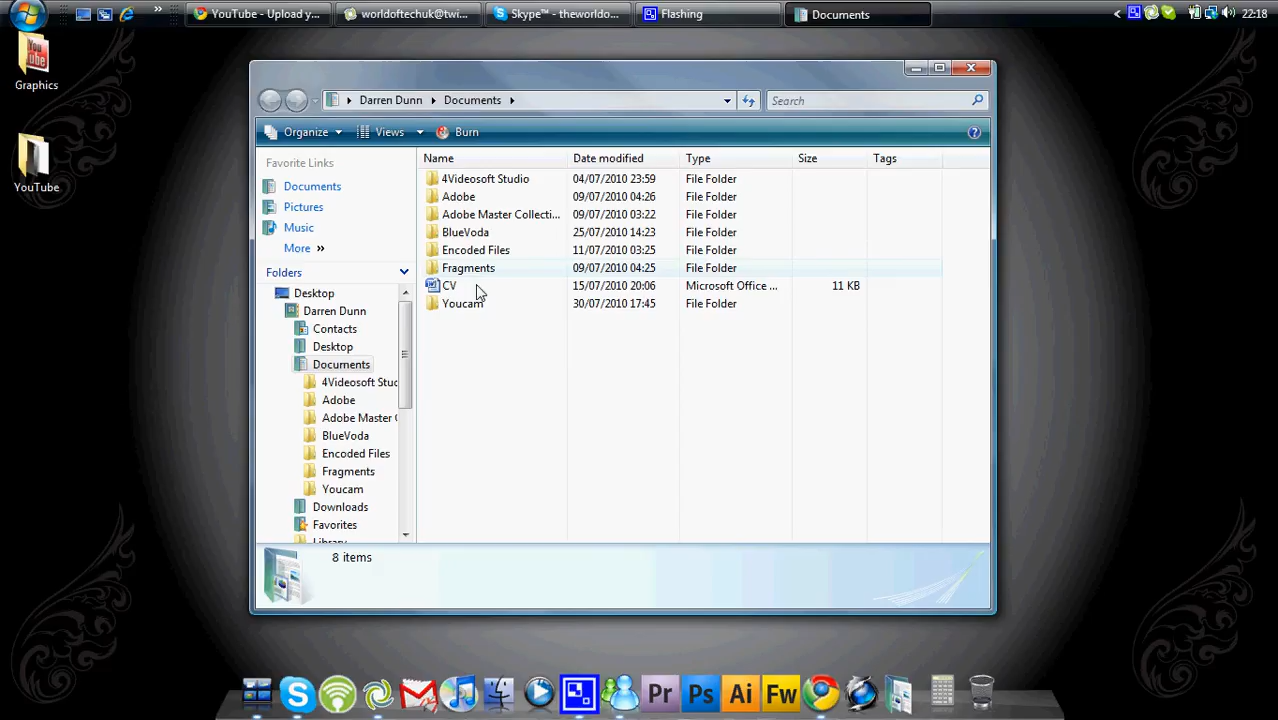 YouTube - Upload y...
worldoftechuk@twi...
Skype™ - theworldo...
Flashing
Documents
22:18
You Tube
Graphics
YouTube
Darren Dunn
Documents
Search
Organize
Views
Burn
Favorite Links
Documents
Pictures
Music
More »
Folders
Desktop
Darren Dunn
Contacts
Desktop
Documents
4Videosoft Stud
Adobe
Adobe Master C
BlueVoda
Encoded Files
Fragments
Youcam
Downloads
Favorites
Library
Name Date modified Type Size Tags
4Videosoft Studio 04/07/2010 23:59 File Folder
Adobe 09/07/2010 04:26 File Folder
Adobe Master Collecti... 09/07/2010 03:22 File Folder
BlueVoda 25/07/2010 14:23 File Folder
Encoded Files 11/07/2010 03:25 File Folder
Fragments 09/07/2010 04:25 File Folder
CV 15/07/2010 20:06 Microsoft Office ... 11 KB
Youcam 30/07/2010 17:45 File Folder
8 items
Pr Ps Ai Fw